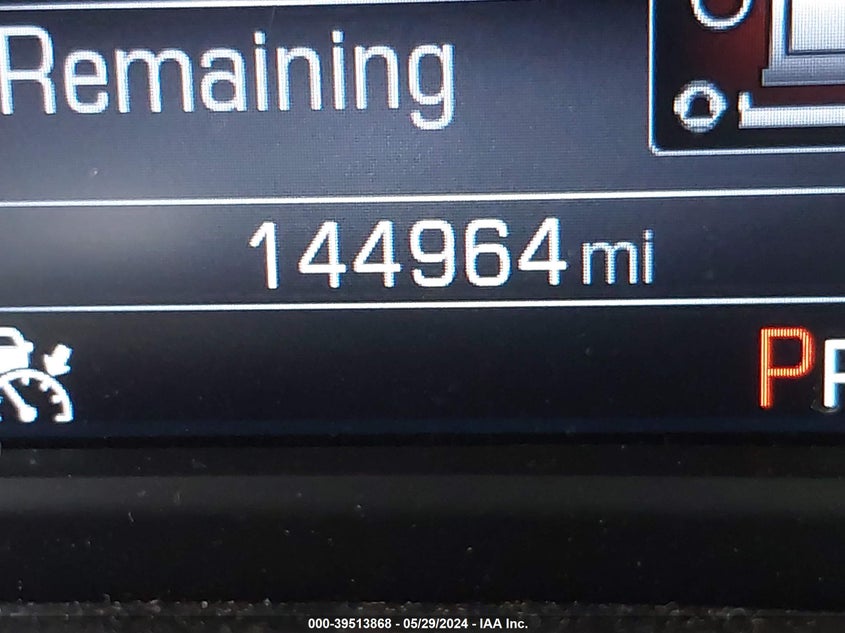 Remaining
144964 mi
P
000-39513868 - 05/29/2024 - IAA Inc.